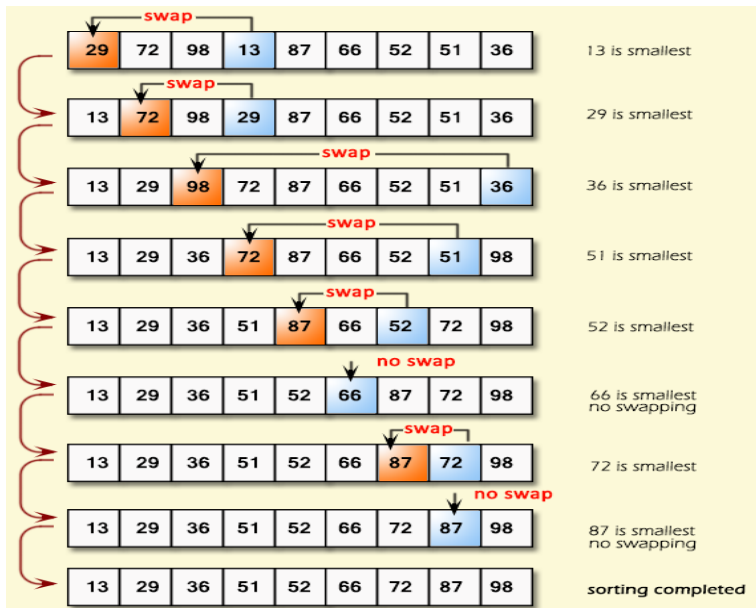 swap
29 72 98 13 87 66 52 51 36 13 is smallest
swap
13 72 98 29 87 66 52 51 36 29 is smallest
swap
13 29 98 72 87 66 52 51 36 36 is smallest
swap
13 29 36 72 87 66 52 51 98 51 is smallest
swap
13 29 36 51 87 66 52 72 98 52 is smallest
no swap
13 29 36 51 52 66 87 72 98 66 is smallest
no swapping
swap
13 29 36 51 52 66 87 72 98 72 is smallest
no swap
13 29 36 51 52 66 72 87 98 87 is smallest
no swapping
13 29 36 51 52 66 72 87 98 sorting completed